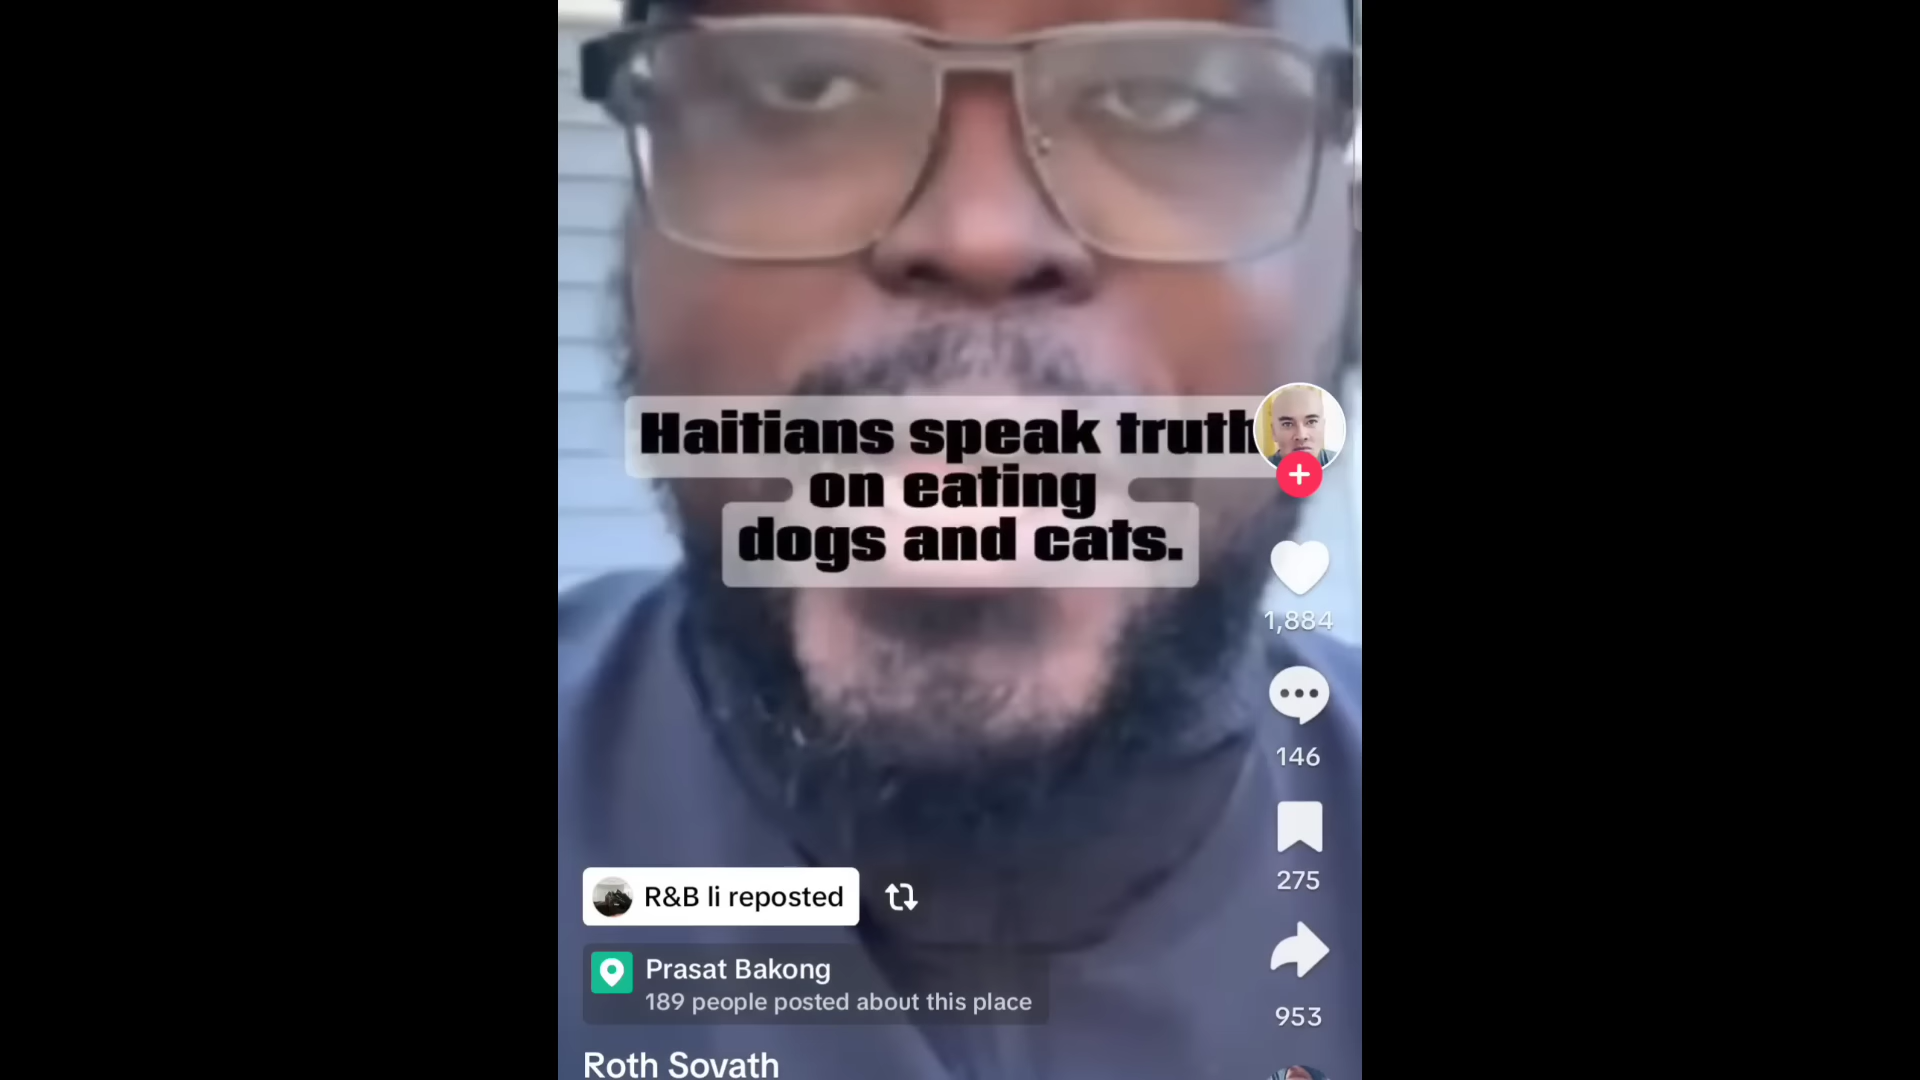 Haitians speak truth
on eating
dogs and cats.
1,884
146
275
953
R&B li reposted
Prasat Bakong
189 people posted about this place
Roth Sovath